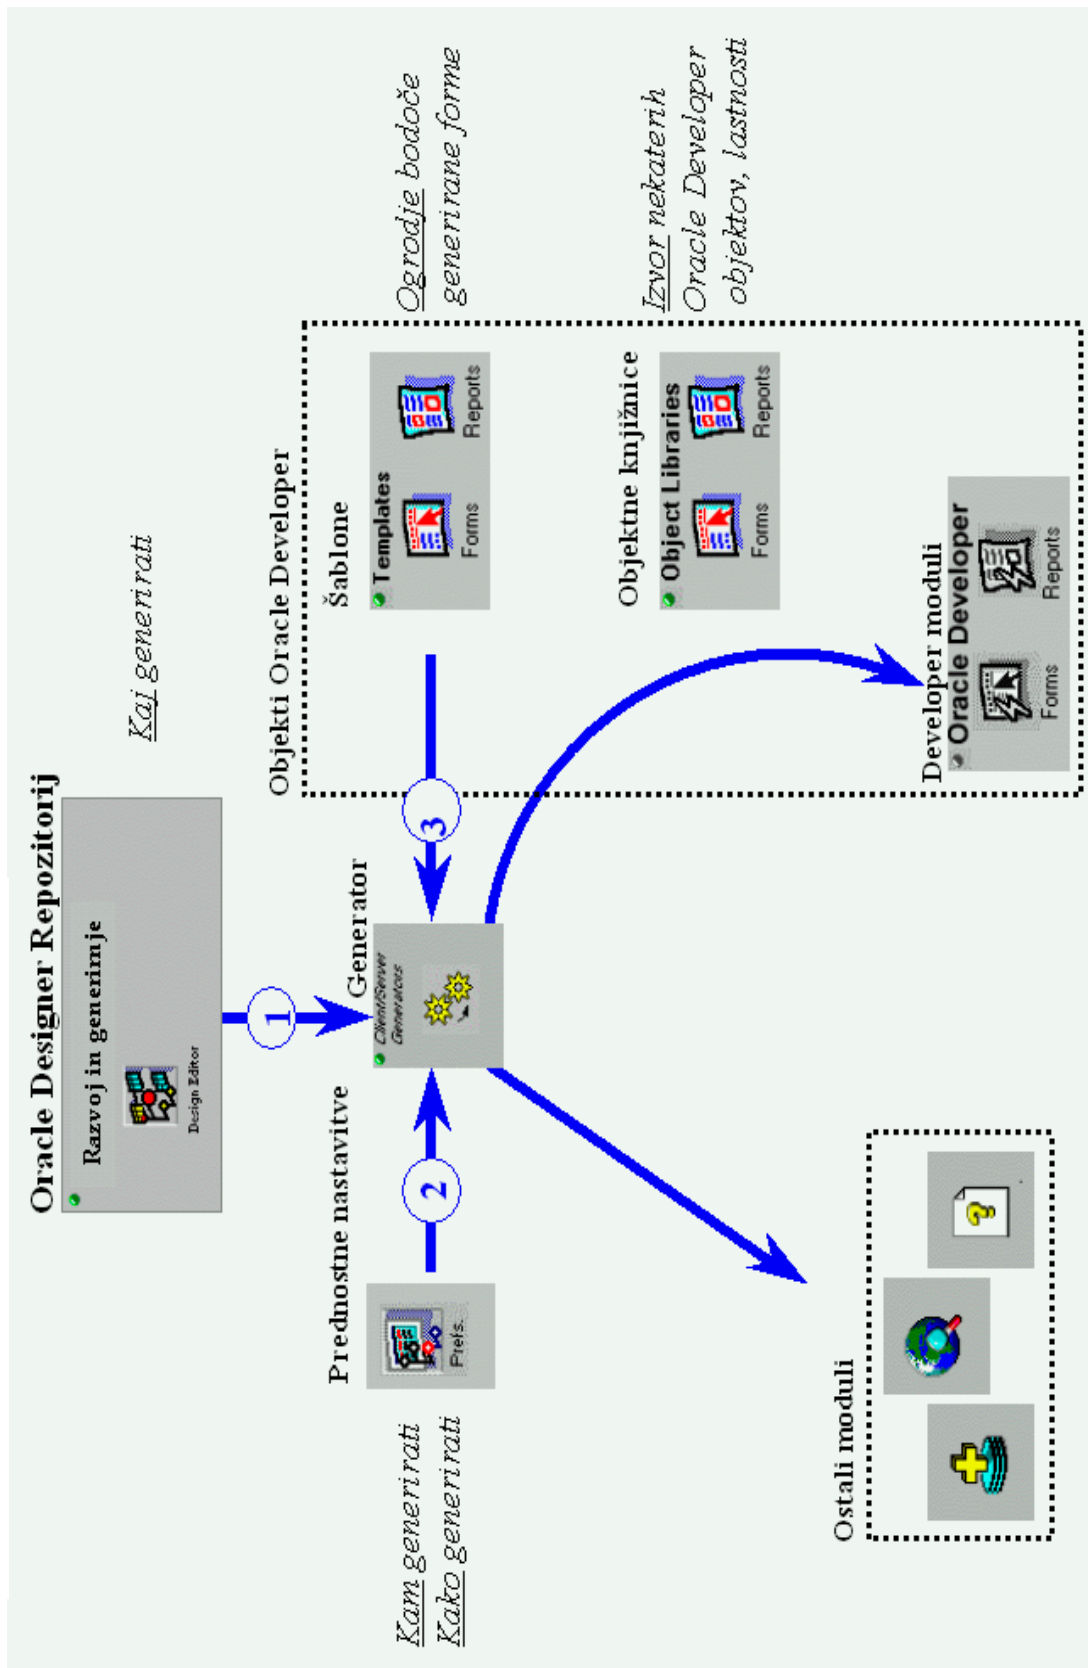 Oracle Designer Repozitorij
Razvoj in generimje
Design Editor
Kaj generirati
1
Kam generirati
Kako generirati
Prednostne nastavitve
Prefs...
2
Generator
Client/Server
Generators
3
Objekti Oracle Developer
Šablone
Templates
Forms
Reports
Ogrodje bodoče
generirane forme
Objektne knjižnice
Object Libraries
Forms
Reports
Izvor nekaterih
Oracle Developer
objektov, lastnosti
Developer moduli
Oracle Developer
Forms
Reports
Ostali moduli